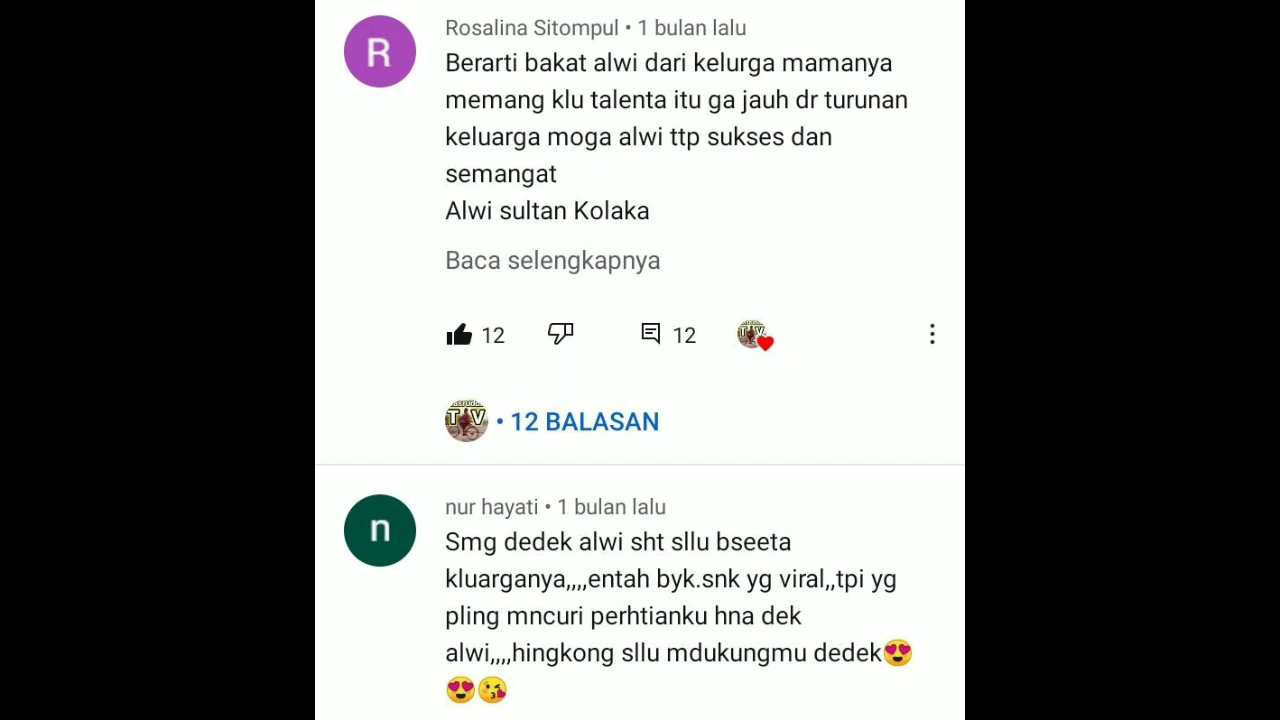 R
Rosalina Sitompul • 1 bulan lalu
Berarti bakat alwi dari kelurga mamanya
memang klu talenta itu ga jauh dr turunan
keluarga moga alwi ttp sukses dan
semangat
Alwi sultan Kolaka
Baca selengkapnya
12
12
• 12 BALASAN
n
nur hayati • 1 bulan lalu
Smg dedek alwi sht sllu bseeta
kluarganya,,,,entah byk.snk yg viral,,tpi yg
pling mncuri perhtianku hna dek
alwi,,,,hingkong sllu mdukungmu dedek😍
😍😘